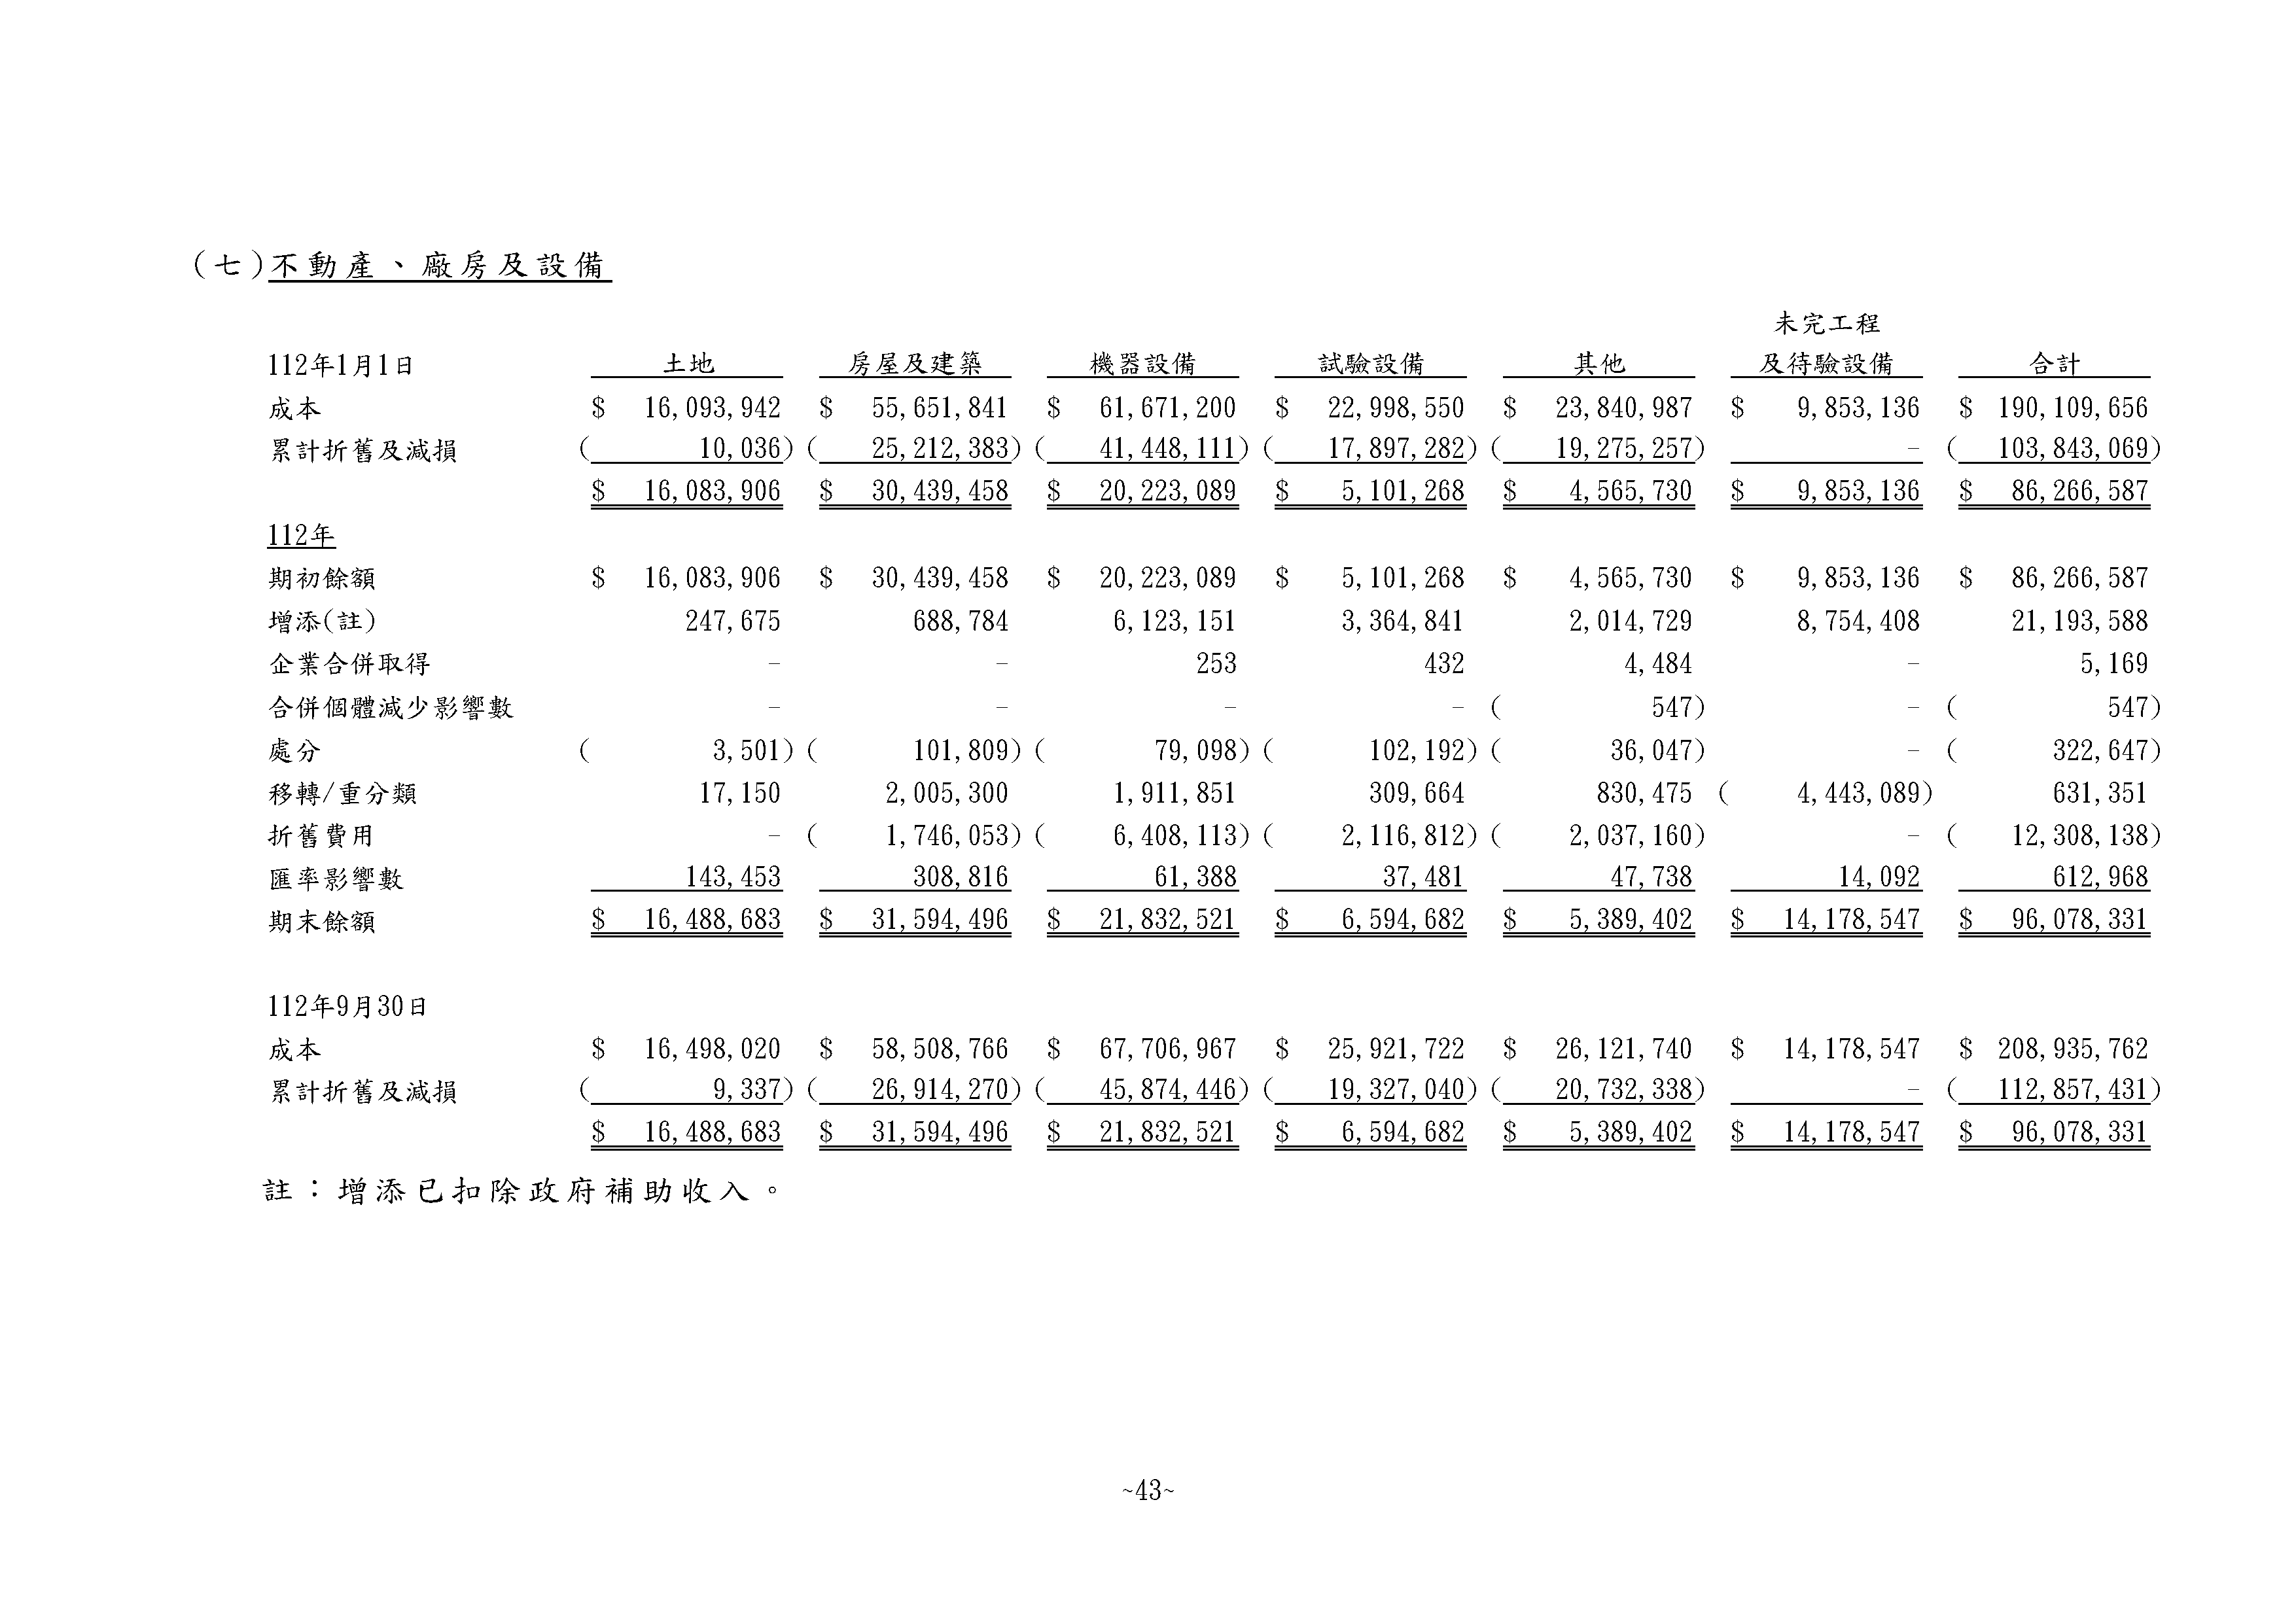 (七)不動產、廠房及設備
未完工程
112年1月1日 土地 房屋及建築 機器設備 試驗設備 其他 及待驗設備 合計
成本 $ 16,093,942 $ 55,651,841 $ 61,671,200 $ 22,998,550 $ 23,840,987 $ 9,853,136 $ 190,109,656
累計折舊及減損 ( 10,036) ( 25,212,383) ( 41,448,111) ( 17,897,282) ( 19,275,257) - ( 103,843,069)
$ 16,083,906 $ 30,439,458 $ 20,223,089 $ 5,101,268 $ 4,565,730 $ 9,853,136 $ 86,266,587
112年
期初餘額 $ 16,083,906 $ 30,439,458 $ 20,223,089 $ 5,101,268 $ 4,565,730 $ 9,853,136 $ 86,266,587
增添(註) 247,675 688,784 6,123,151 3,364,841 2,014,729 8,754,408 21,193,588
企業合併取得 - - 253 432 4,484 - 5,169
合併個體減少影響數 - - - - ( 547) - ( 547)
處分 ( 3,501) ( 101,809) ( 79,098) ( 102,192) ( 36,047) - ( 322,647)
移轉/重分類 17,150 2,005,300 1,911,851 309,664 830,475 ( 4,443,089) 631,351
折舊費用 - ( 1,746,053) ( 6,408,113) ( 2,116,812) ( 2,037,160) - ( 12,308,138)
匯率影響數 143,453 308,816 61,388 37,481 47,738 14,092 612,968
期末餘額 $ 16,488,683 $ 31,594,496 $ 21,832,521 $ 6,594,682 $ 5,389,402 $ 14,178,547 $ 96,078,331
112年9月30日
成本 $ 16,498,020 $ 58,508,766 $ 67,706,967 $ 25,921,722 $ 26,121,740 $ 14,178,547 $ 208,935,762
累計折舊及減損 ( 9,337) ( 26,914,270) ( 45,874,446) ( 19,327,040) ( 20,732,338) - ( 112,857,431)
$ 16,488,683 $ 31,594,496 $ 21,832,521 $ 6,594,682 $ 5,389,402 $ 14,178,547 $ 96,078,331
註：增添已扣除政府補助收入。
~43~